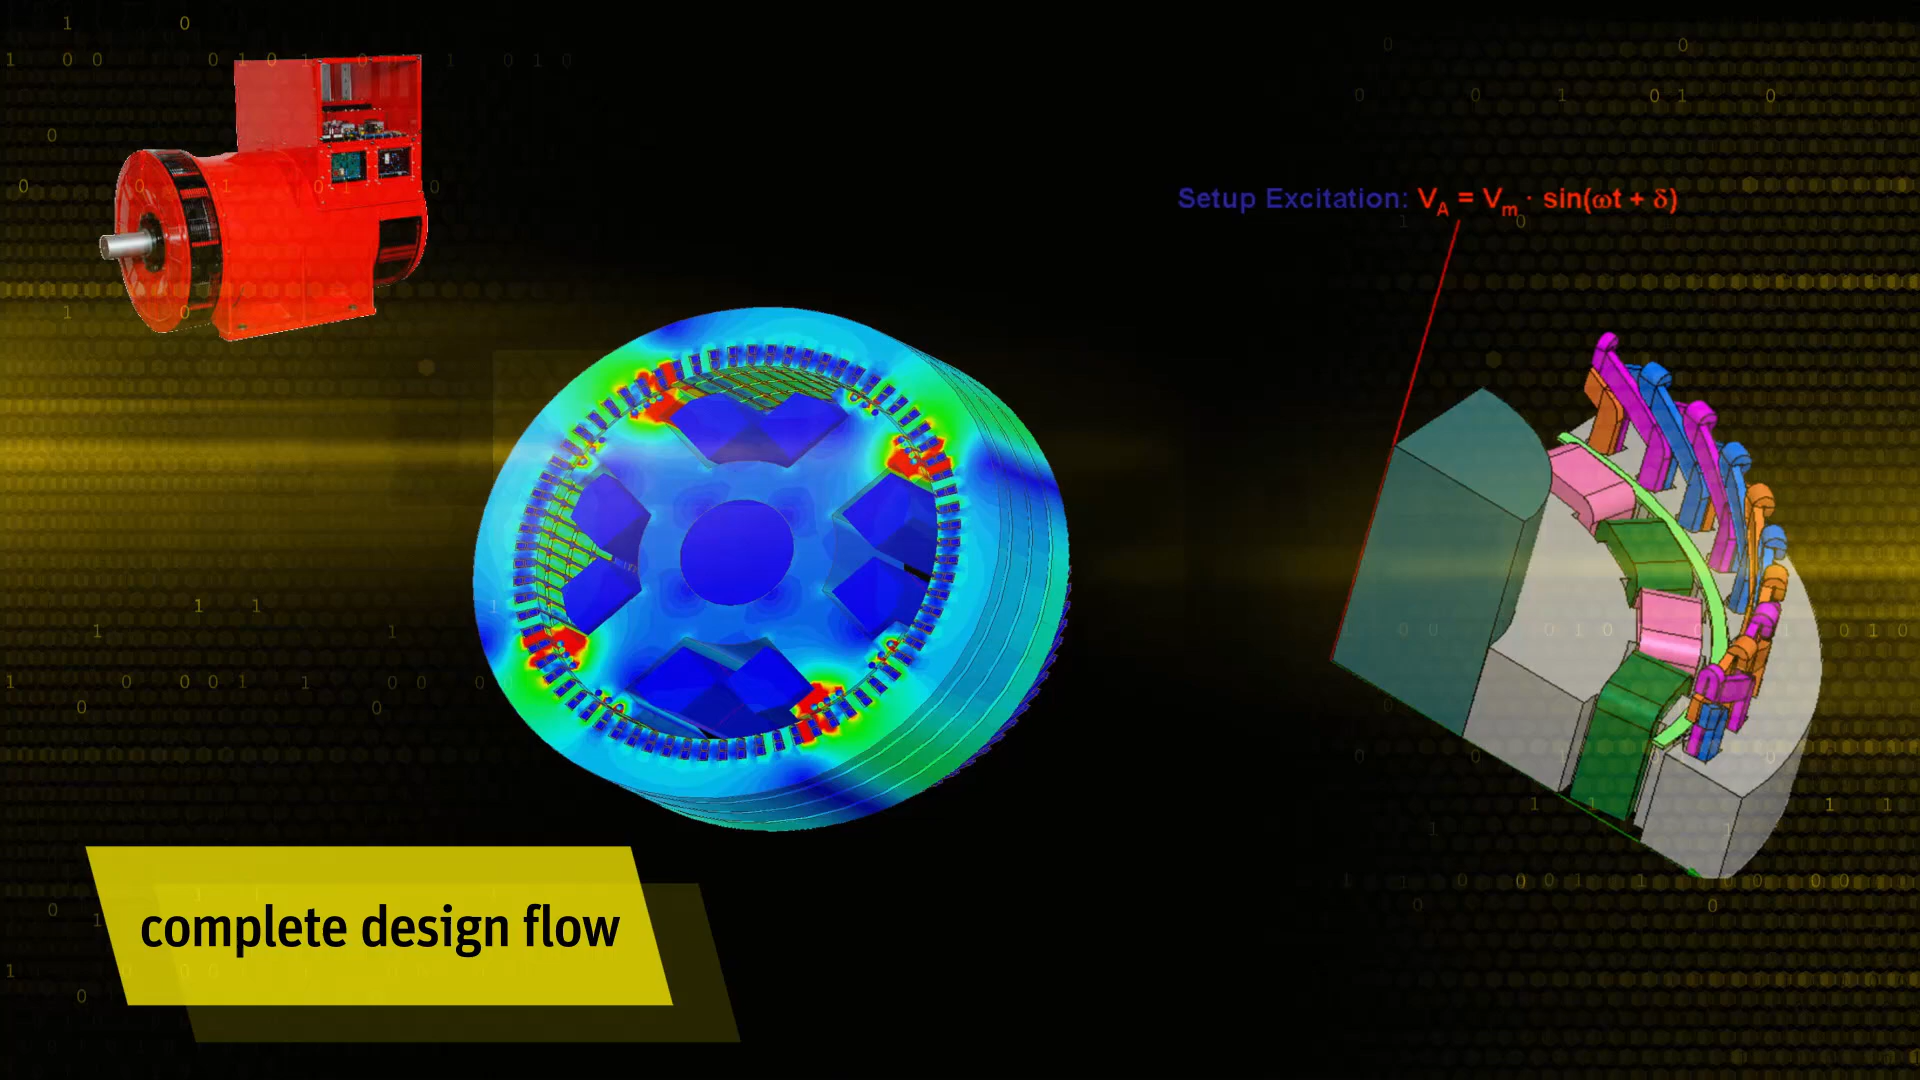 Setup Excitation: V_A = V_m · sin(ωt + δ)
complete design flow